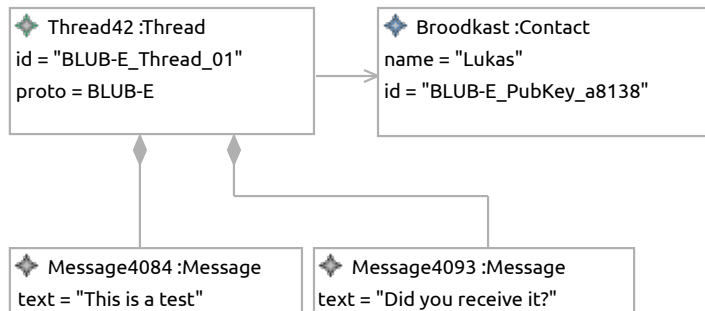 Thread42 :Thread
id = "BLUB-E_Thread_01"
proto = BLUB-E
Broodkast :Contact
name = "Lukas"
id = "BLUB-E_PubKey_a8138"
Message4084 :Message
text = "This is a test"
Message4093 :Message
text = "Did you receive it?"